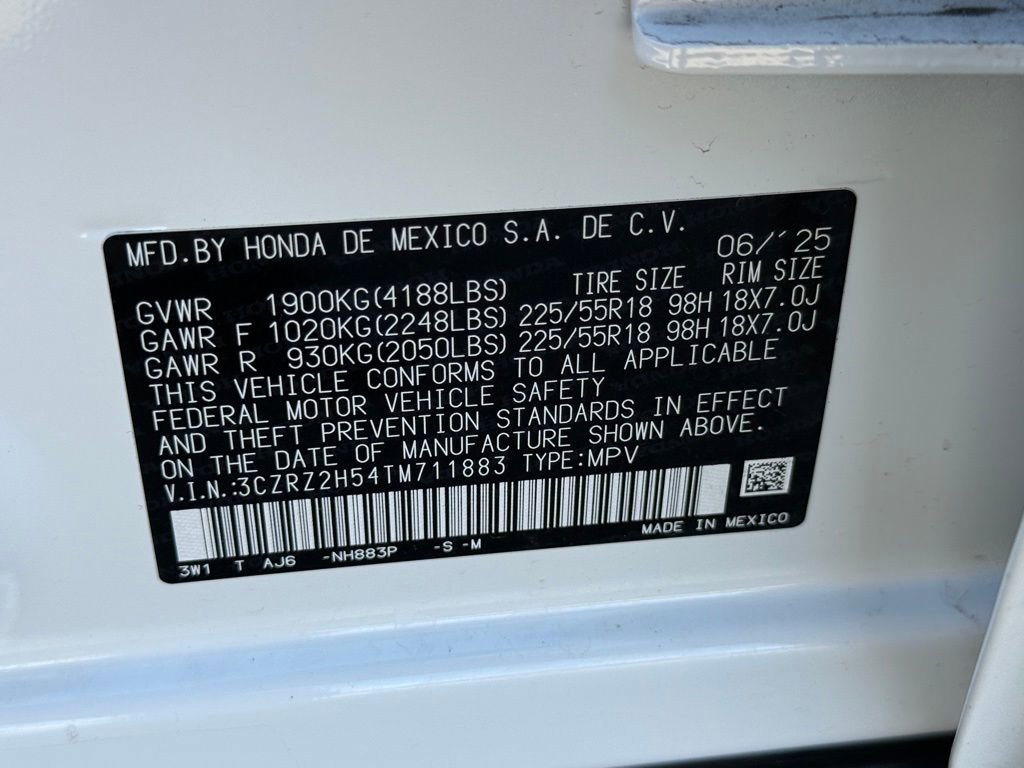 MFD.BY HONDA DE MEXICO S.A. DE C.V. 06/'25
TIRE SIZE RIM SIZE
GVWR 1900KG(4188LBS)
GAWR F 1020KG(2248LBS) 225/55R18 98H 18X7.0J
GAWR R 930KG(2050LBS) 225/55R18 98H 18X7.0J
THIS VEHICLE CONFORMS TO ALL APPLICABLE
FEDERAL MOTOR VEHICLE SAFETY
AND THEFT PREVENTION STANDARDS IN EFFECT
ON THE DATE OF MANUFACTURE SHOWN ABOVE.
V.I.N.:3CZRZ2H54TM711883 TYPE:MPV
MADE IN MEXICO
3W1 T AJ6 -NH883P -S -M